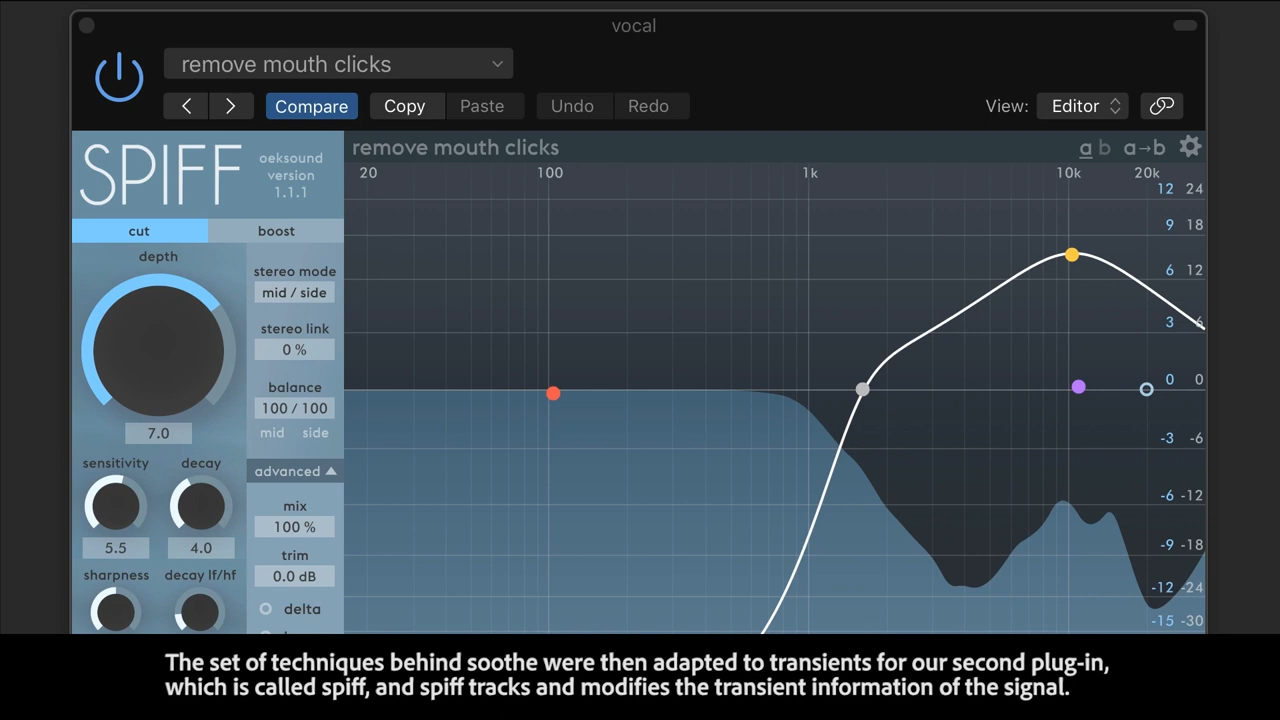 vocal
remove mouth clicks
Compare Copy Paste Undo Redo View: Editor
SPIFF
oeksound
version
1.1.1
remove mouth clicks a b a→b
20 100 1k 10k 20k
cut boost
depth
7.0
sensitivity decay
5.5 4.0
sharpness decay lf/hf
stereo mode
mid / side
stereo link
0 %
balance
100 / 100
mid side
advanced
mix
100 %
trim
0.0 dB
delta
12 24
9 18
6 12
3 6
0 0
-3 -6
-6 -12
-9 -18
-12 -24
-15 -30
The set of techniques behind soothe were then adapted to transients for our second plug-in,
which is called spiff, and spiff tracks and modifies the transient information of the signal.